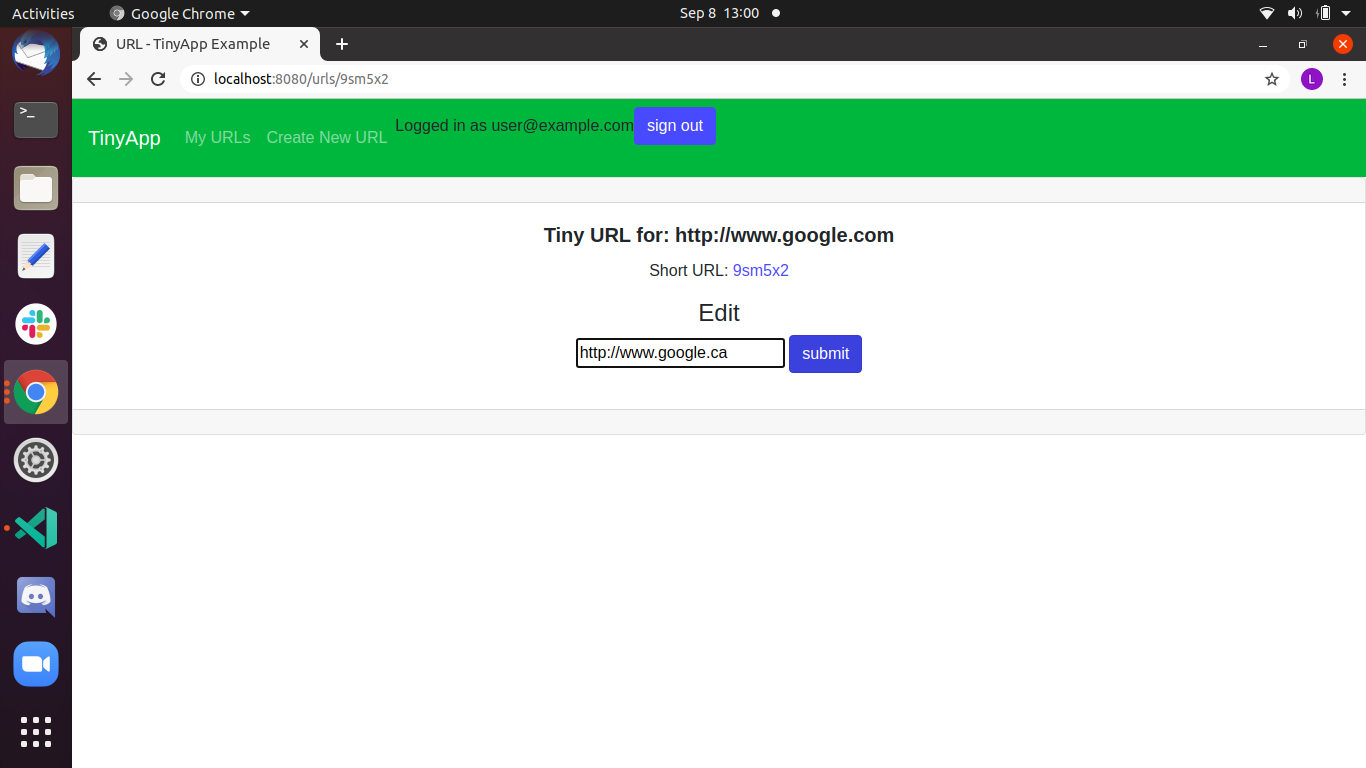 Activities Google Chrome Sep 8 13:00
URL - TinyApp Example
localhost:8080/urls/9sm5x2 L
TinyApp My URLs Create New URL Logged in as user@example.com sign out
>_
Tiny URL for: http://www.google.com
Short URL: 9sm5x2
Edit
http://www.google.ca submit